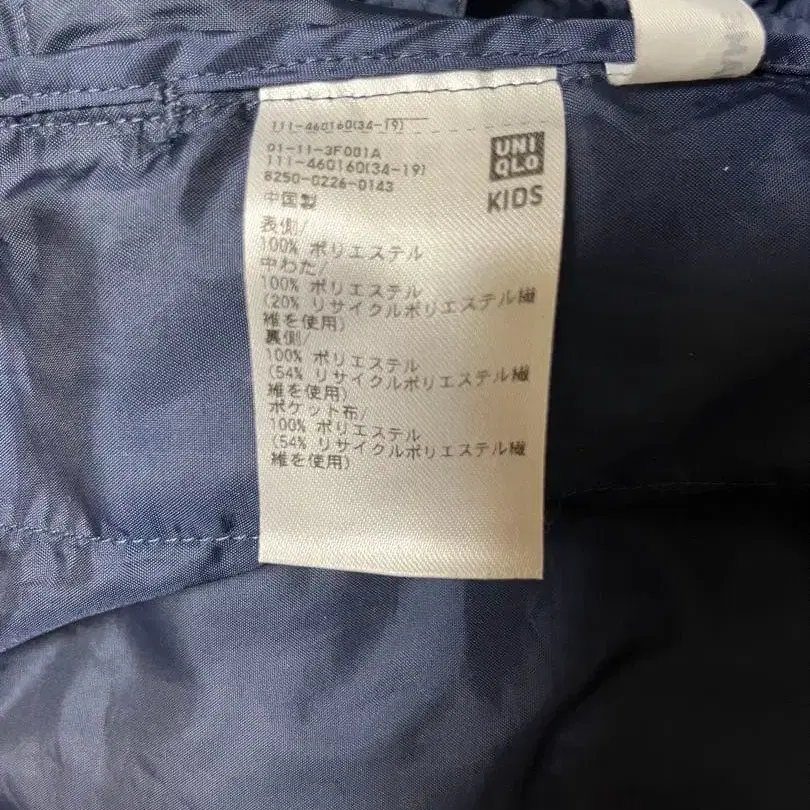 111-460160(34-19)
01-11-3F001A
111-460160(34-19)
8250-0226-0143
中国製
UNI
QLO
KIDS
表側/
100% ポリエステル
中わた/
100% ポリエステル
(20% リサイクルポリエステル繊
維を使用)
裏側/
100% ポリエステル
(54% リサイクルポリエステル繊
維を使用)
ポケット布/
100% ポリエステル
(54% リサイクルポリエステル繊
維を使用)